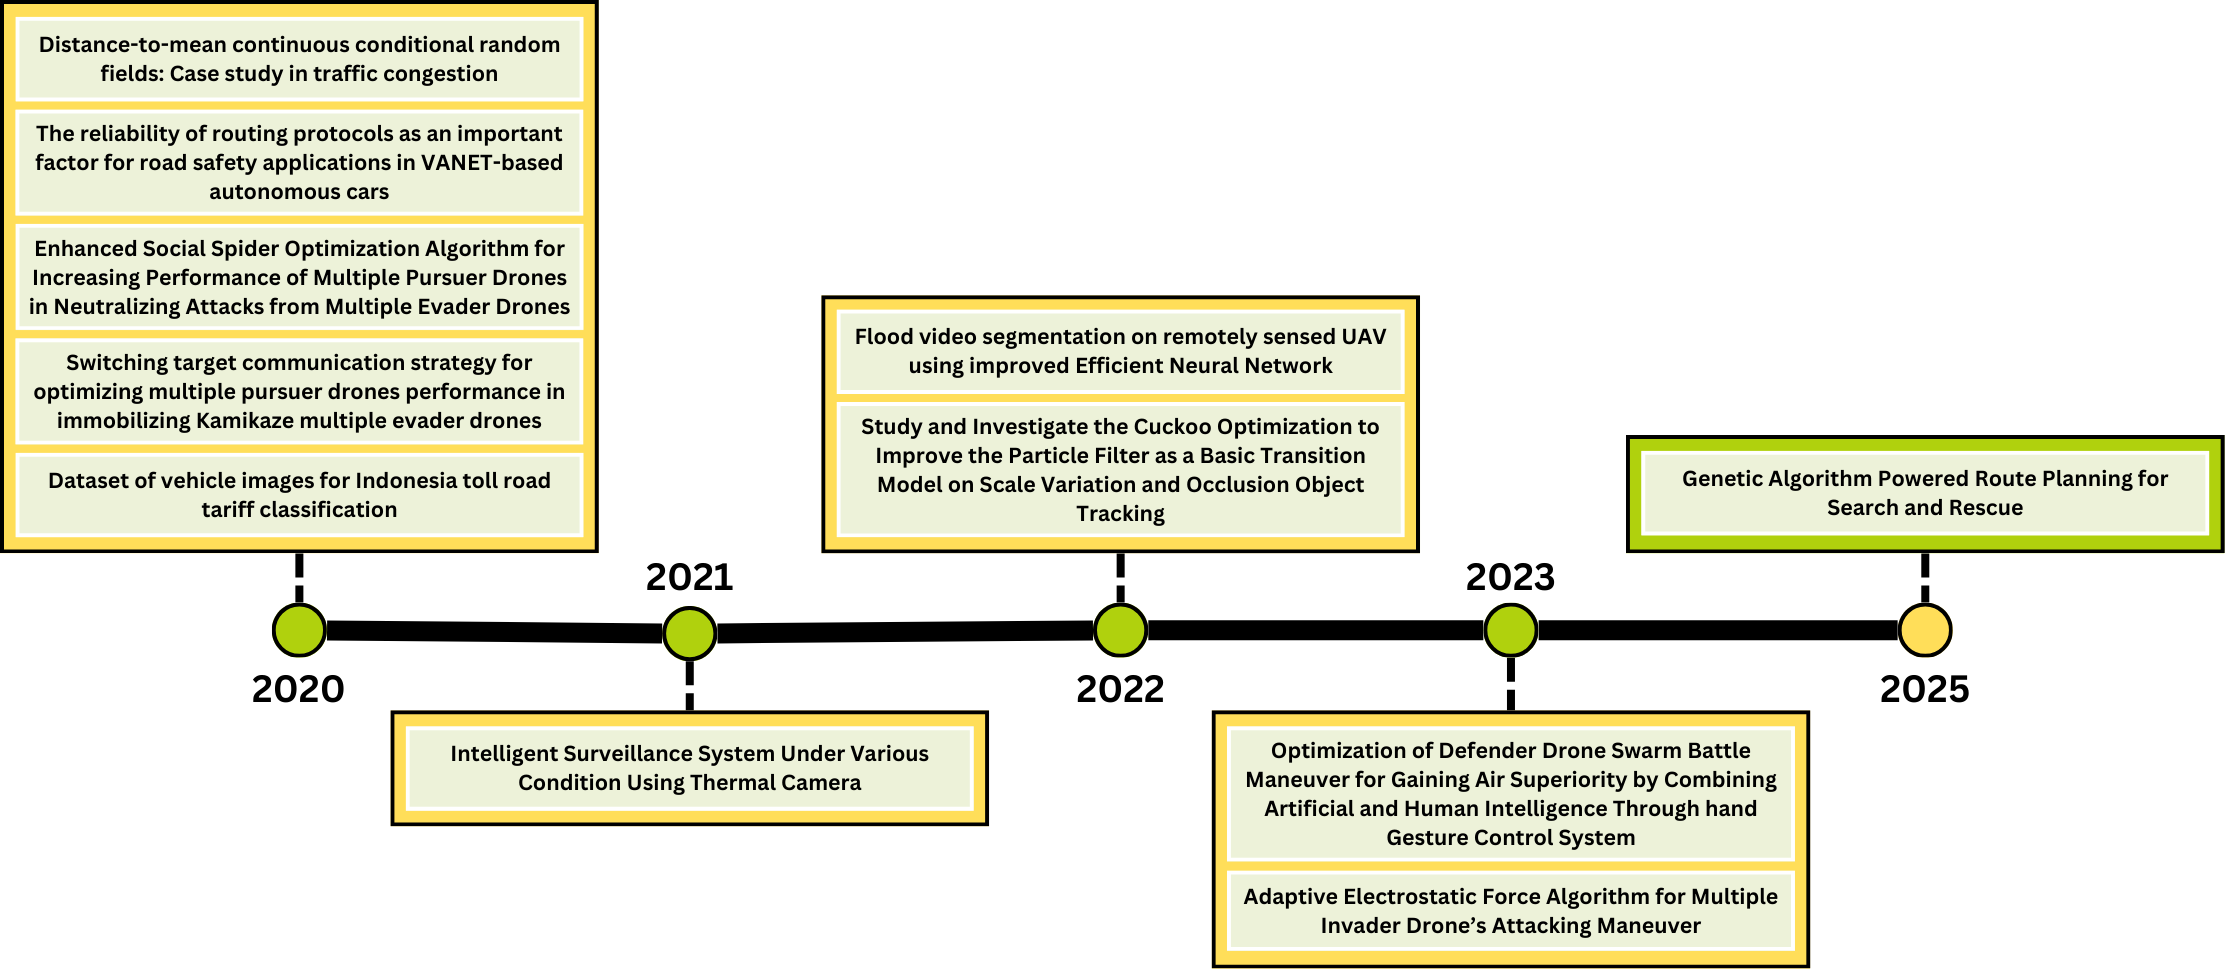 Distance-to-mean continuous conditional random
fields: Case study in traffic congestion
The reliability of routing protocols as an important
factor for road safety applications in VANET-based
autonomous cars
Enhanced Social Spider Optimization Algorithm for
Increasing Performance of Multiple Pursuer Drones
in Neutralizing Attacks from Multiple Evader Drones
Switching target communication strategy for
optimizing multiple pursuer drones performance in
immobilizing Kamikaze multiple evader drones
Dataset of vehicle images for Indonesia toll road
tariff classification
2020
2021
Intelligent Surveillance System Under Various
Condition Using Thermal Camera
Flood video segmentation on remotely sensed UAV
using improved Efficient Neural Network
Study and Investigate the Cuckoo Optimization to
Improve the Particle Filter as a Basic Transition
Model on Scale Variation and Occlusion Object
Tracking
2022
2023
Optimization of Defender Drone Swarm Battle
Maneuver for Gaining Air Superiority by Combining
Artificial and Human Intelligence Through hand
Gesture Control System
Adaptive Electrostatic Force Algorithm for Multiple
Invader Drone’s Attacking Maneuver
Genetic Algorithm Powered Route Planning for
Search and Rescue
2025